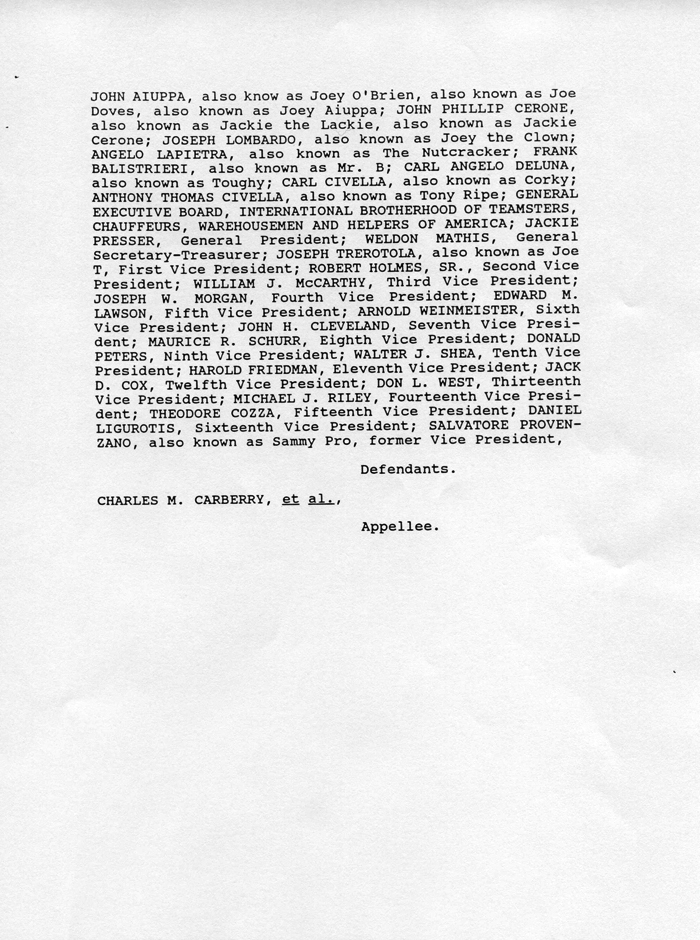 JOHN AIUPPA, also know as Joey O'Brien, also known as Joe
Doves, also known as Joey Aiuppa; JOHN PHILLIP CERONE,
also known as Jackie the Lackie, also known as Jackie
Cerone; JOSEPH LOMBARDO, also known as Joey the Clown;
ANGELO LAPIETRA, also known as The Nutcracker; FRANK
BALISTRIERI, also known as Mr. B; CARL ANGELO DELUNA,
also known as Toughy; CARL CIVELLA, also known as Corky;
ANTHONY THOMAS CIVELLA, also known as Tony Ripe; GENERAL
EXECUTIVE BOARD, INTERNATIONAL BROTHERHOOD OF TEAMSTERS,
CHAUFFEURS, WAREHOUSEMEN AND HELPERS OF AMERICA; JACKIE
PRESSER, General President; WELDON MATHIS, General
Secretary-Treasurer; JOSEPH TREROTOLA, also known as Joe
T, First Vice President; ROBERT HOLMES, SR., Second Vice
President; WILLIAM J. McCARTHY, Third Vice President;
JOSEPH W. MORGAN, Fourth Vice President; EDWARD M.
LAWSON, Fifth Vice President; ARNOLD WEINMEISTER, Sixth
Vice President; JOHN H. CLEVELAND, Seventh Vice Presi-
dent; MAURICE R. SCHURR, Eighth Vice President; DONALD
PETERS, Ninth Vice President; WALTER J. SHEA, Tenth Vice
President; HAROLD FRIEDMAN, Eleventh Vice President; JACK
D. COX, Twelfth Vice President; DON L. WEST, Thirteenth
Vice President; MICHAEL J. RILEY, Fourteenth Vice Presi-
dent; THEODORE COZZA, Fifteenth Vice President; DANIEL
LIGUROTIS, Sixteenth Vice President; SALVATORE PROVEN-
ZANO, also known as Sammy Pro, former Vice President,
Defendants.
CHARLES M. CARBERRY, et al.,
Appellee.